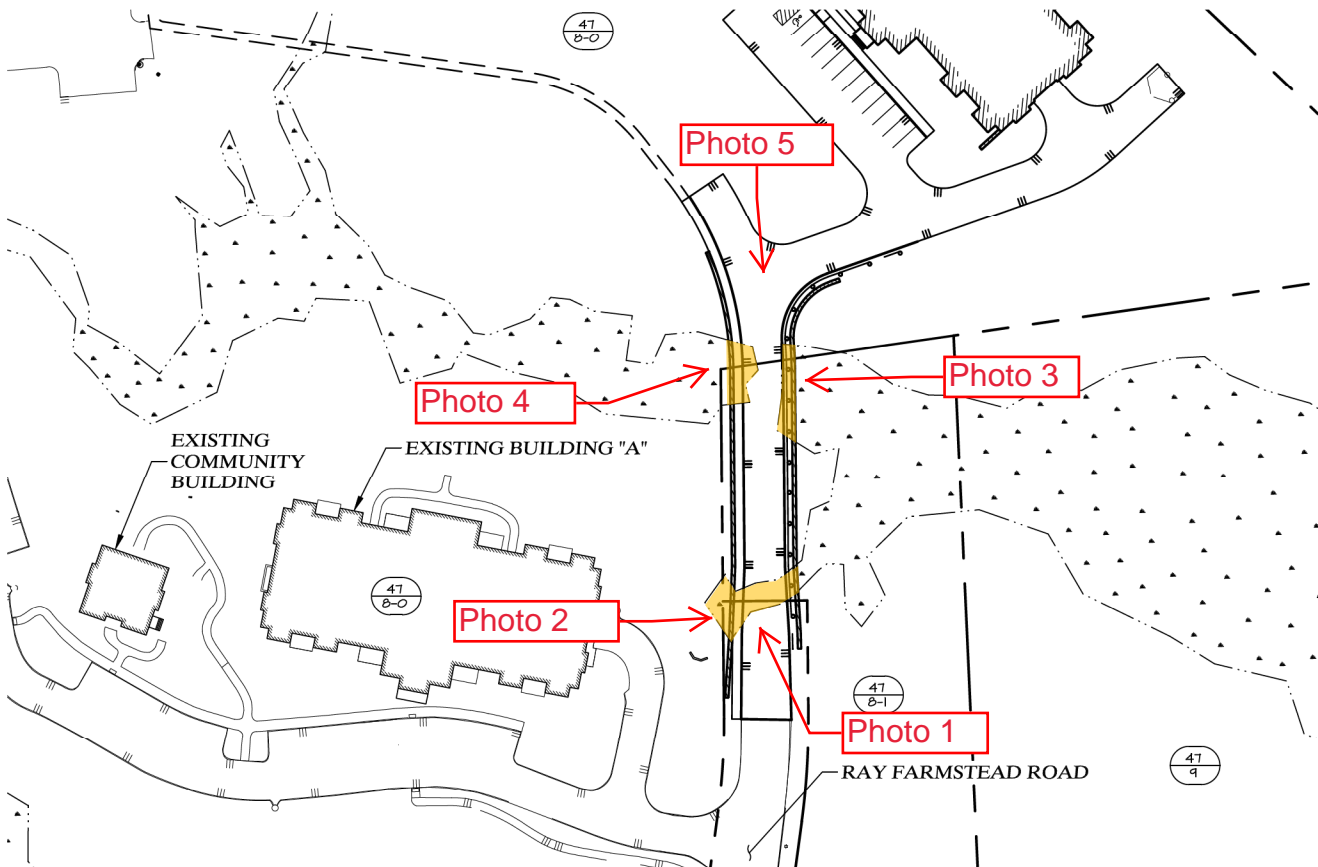 47
8-0
Photo 5
Photo 3
Photo 4
EXISTING
COMMUNITY
BUILDING
EXISTING BUILDING "A"
47
8-0
Photo 2
47
8-1
Photo 1
RAY FARMSTEAD ROAD
47
9